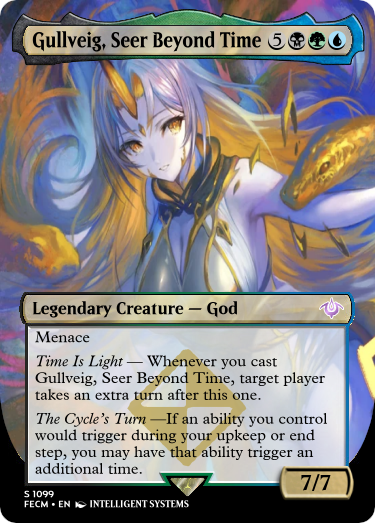 Gullveig, Seer Beyond Time 5
Legendary Creature — God
Menace
Time Is Light — Whenever you cast
Gullveig, Seer Beyond Time, target player
takes an extra turn after this one.
The Cycle's Turn —If an ability you control
would trigger during your upkeep or end
step, you may have that ability trigger an
additional time.
7/7
S 1099
FECM • EN INTELLIGENT SYSTEMS